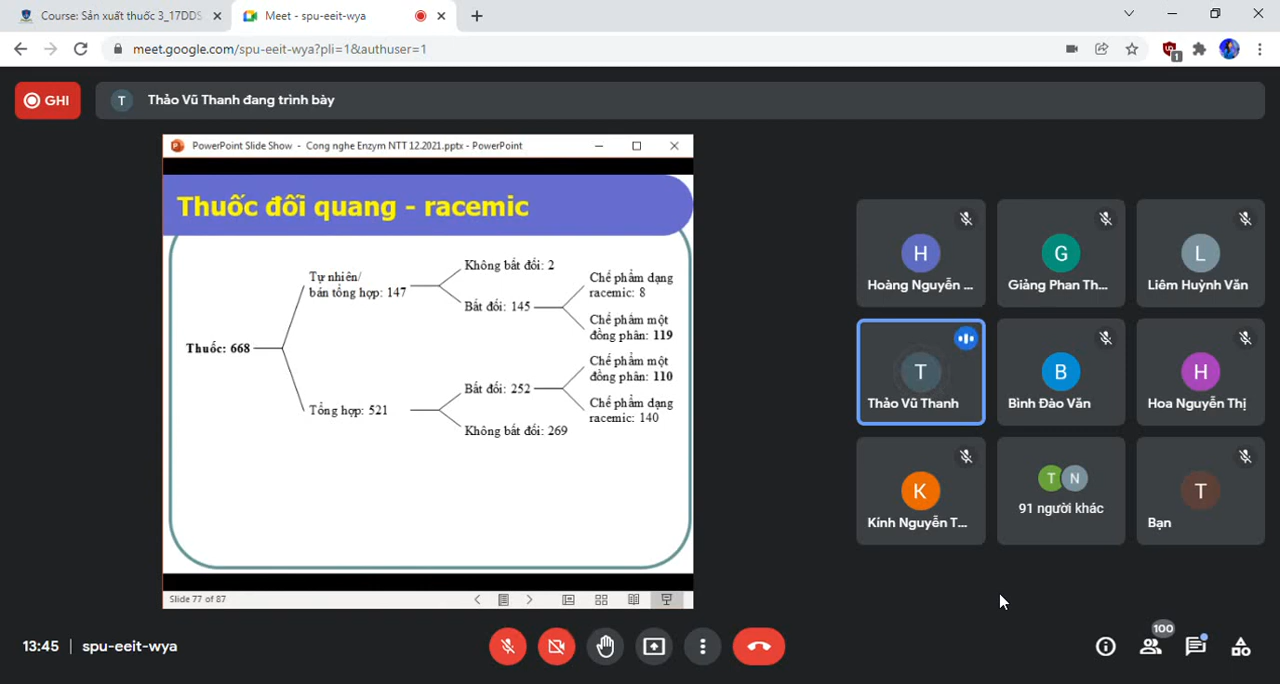 Course: Sản xuất thuốc 3_17DDS
Meet - spu-eeit-wya
meet.google.com/spu-eeit-wya?pli=1&authuser=1
1
GHI
T
Thảo Vũ Thanh đang trình bày
PowerPoint Slide Show - Cong nghe Enzym NTT 12.2021.pptx - PowerPoint
Thuốc đối quang - racemic
Thuốc: 668
Tự nhiên/
bán tổng hợp: 147
Không bất đối: 2
Bất đối: 145
Chế phẩm dạng
racemic: 8
Chế phẩm một
đồng phân: 119
Tổng hợp: 521
Bất đối: 252
Không bất đối: 269
Chế phẩm một
đồng phân: 110
Chế phẩm dạng
racemic: 140
Slide 77 of 87
H
Hoàng Nguyễn ...
G
Giảng Phan Th...
L
Liêm Huỳnh Văn
T
Thảo Vũ Thanh
B
Bình Đào Văn
H
Hoa Nguyễn Thị
K
Kính Nguyễn T...
T N
91 người khác
T
Bạn
13:45 | spu-eeit-wya
100